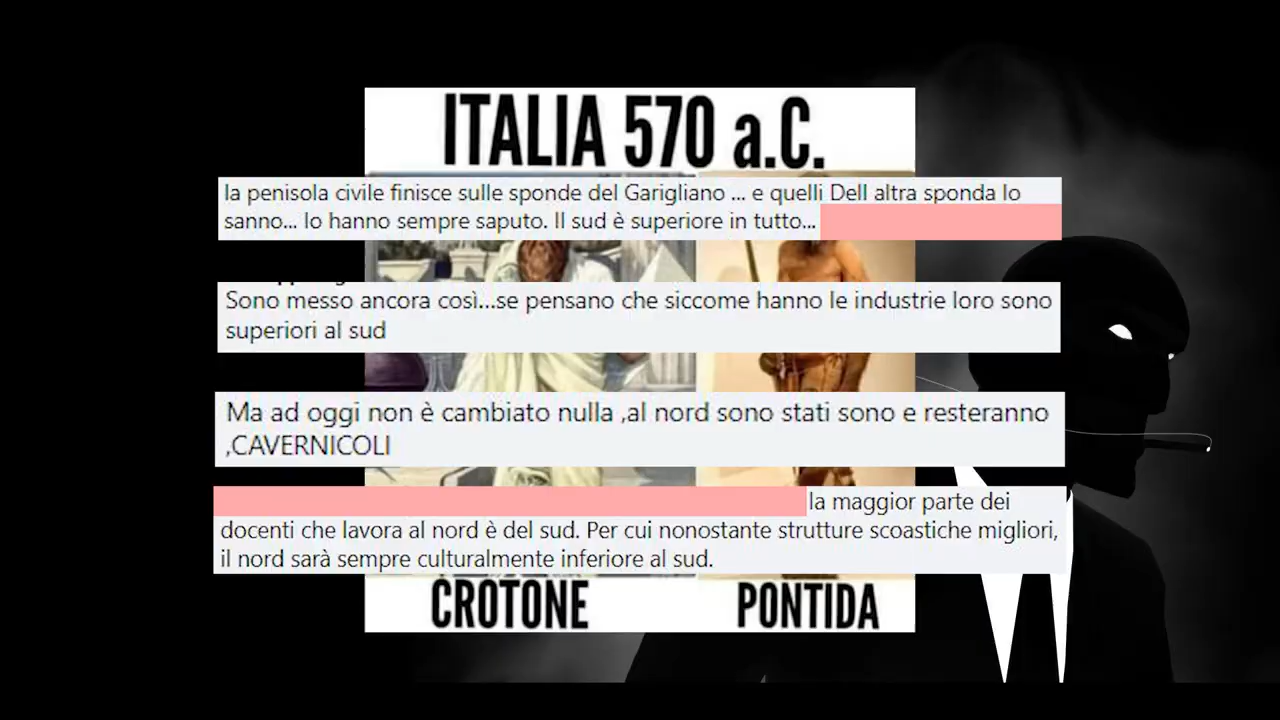 ITALIA 570 a.C.
la penisola civile finisce sulle sponde del Garigliano ... e quelli Dell altra sponda lo
sanno... lo hanno sempre saputo. Il sud è superiore in tutto...
Sono messo ancora così...se pensano che siccome hanno le industrie loro sono
superiori al sud
Ma ad oggi non è cambiato nulla ,al nord sono stati sono e resteranno
,CAVERNICOLI
la maggior parte dei
docenti che lavora al nord è del sud. Per cui nonostante strutture scoastiche migliori,
il nord sarà sempre culturalmente inferiore al sud.
CROTONE PONTIDA